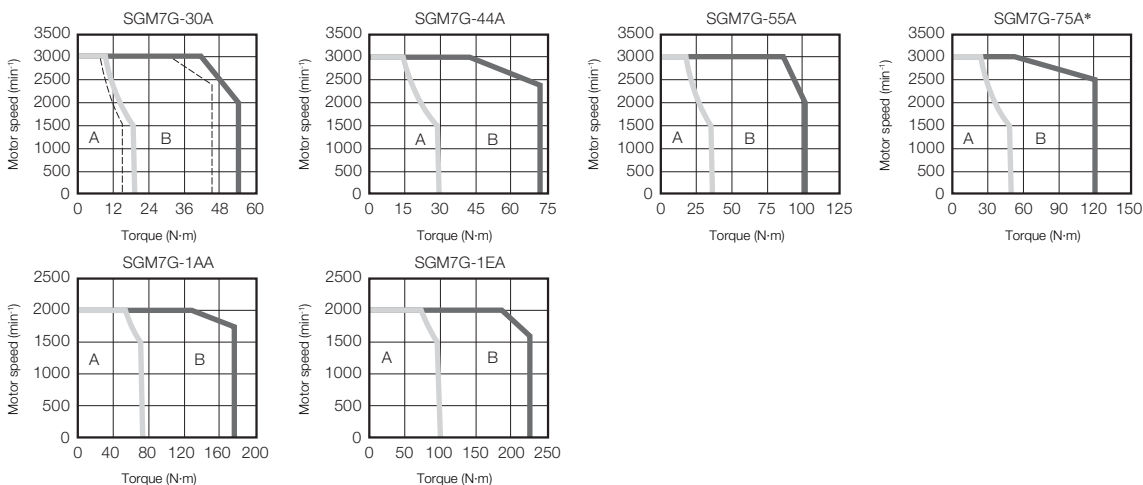 SGM7G-30A
Motor speed (min⁻¹)
3500
3000
2500
2000
1500
1000
500
0
A
B
0 12 24 36 48 60
Torque (N·m)
SGM7G-44A
Motor speed (min⁻¹)
3500
3000
2500
2000
1500
1000
500
0
A
B
0 15 30 45 60 75
Torque (N·m)
SGM7G-55A
Motor speed (min⁻¹)
3500
3000
2500
2000
1500
1000
500
0
A
B
0 25 50 75 100 125
Torque (N·m)
SGM7G-75A*
Motor speed (min⁻¹)
3500
3000
2500
2000
1500
1000
500
0
A
B
0 30 60 90 120 150
Torque (N·m)
SGM7G-1AA
Motor speed (min⁻¹)
2500
2000
1500
1000
500
0
A
B
0 40 80 120 160 200
Torque (N·m)
SGM7G-1EA
Motor speed (min⁻¹)
2500
2000
1500
1000
500
0
A
B
0 50 100 150 200 250
Torque (N·m)